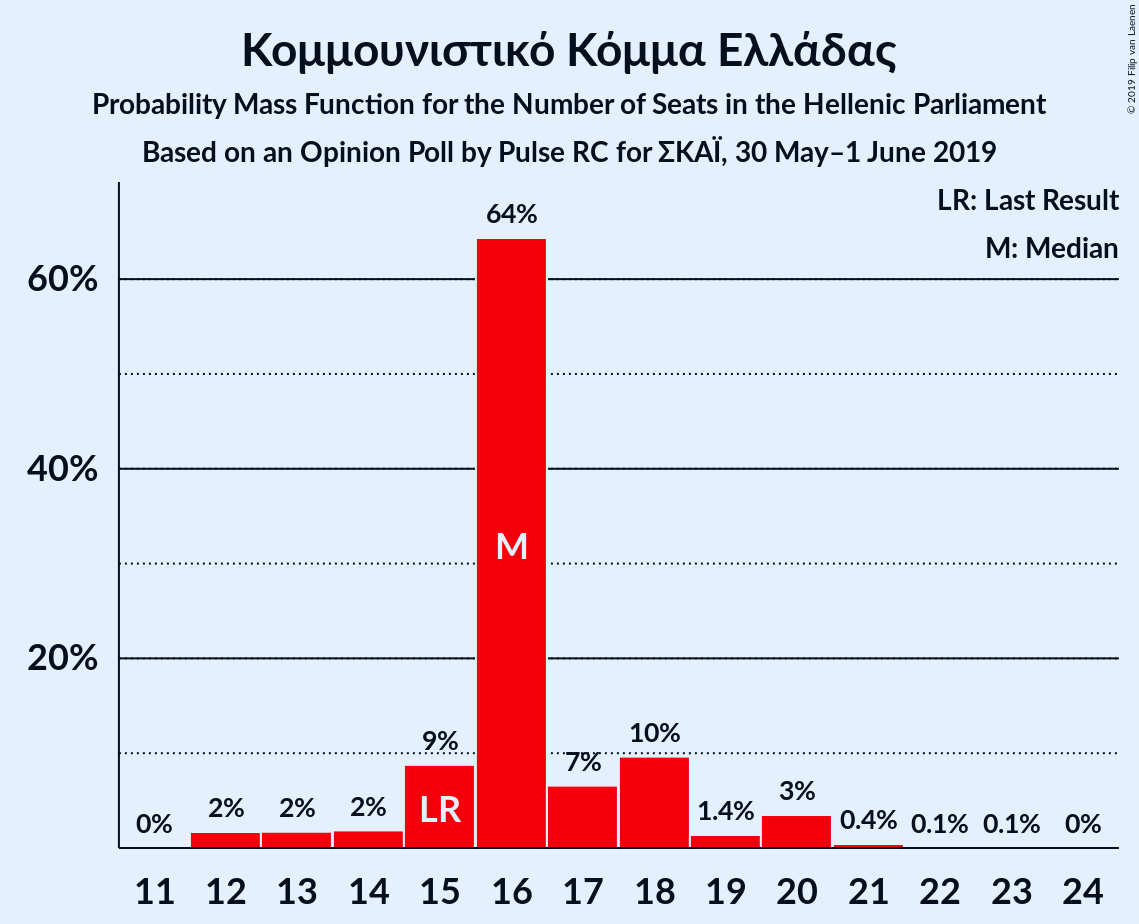 Κομμουνιστικό Κόμμα Ελλάδας
Probability Mass Function for the Number of Seats in the Hellenic Parliament
Based on an Opinion Poll by Pulse RC for ΣΚΑΪ, 30 May–1 June 2019
© 2019 Filip van Laenen
LR: Last Result
M: Median
60%
40%
20%
0%
2%
2%
2%
9%
64%
7%
10%
1.4%
3%
0.4%
0.1%
0.1%
0%
LR
M
11 12 13 14 15 16 17 18 19 20 21 22 23 24